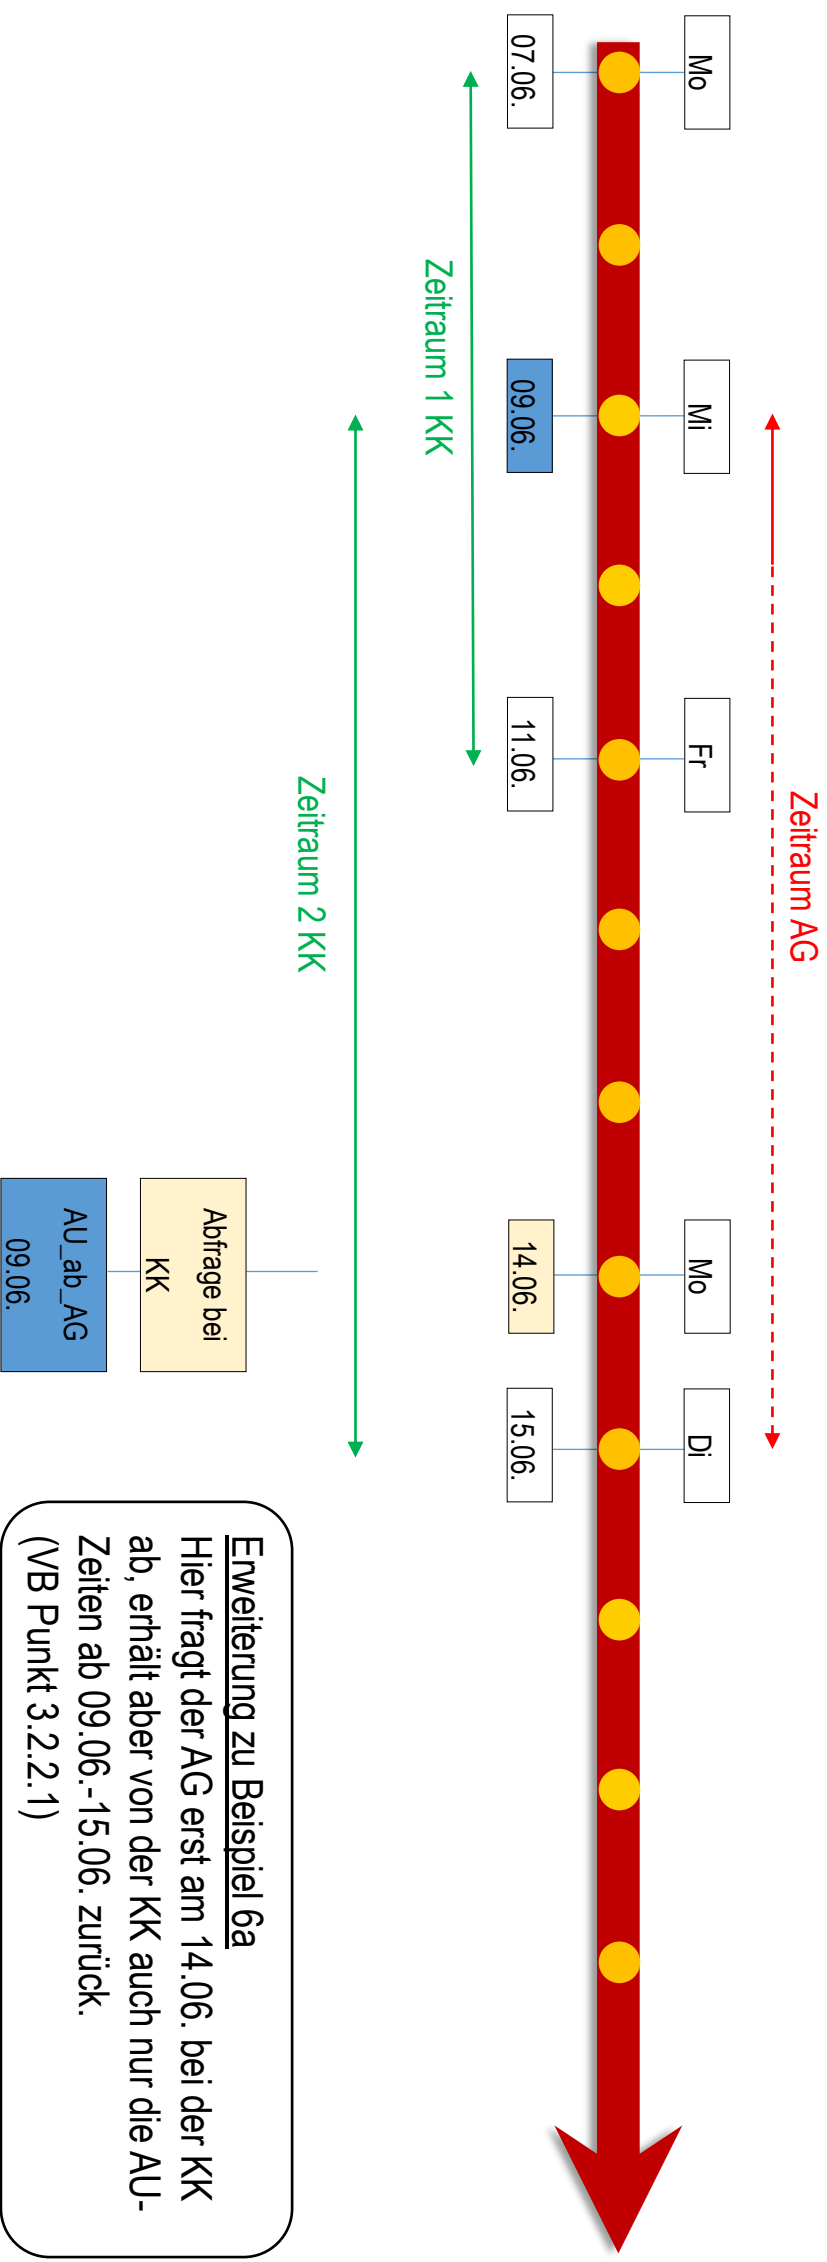 Zeitraum AG
Mo
Mi
Fr
Mo
Di
07.06.
09.06.
11.06.
14.06.
15.06.
Zeitraum 1 KK
Zeitraum 2 KK
Abfrage bei
KK
AU_ab_AG
09.06.
Erweiterung zu Beispiel 6a
Hier fragt der AG erst am 14.06. bei der KK
ab, erhält aber von der KK auch nur die AU-
Zeiten ab 09.06.-15.06. zurück.
(VB Punkt 3.2.2.1)